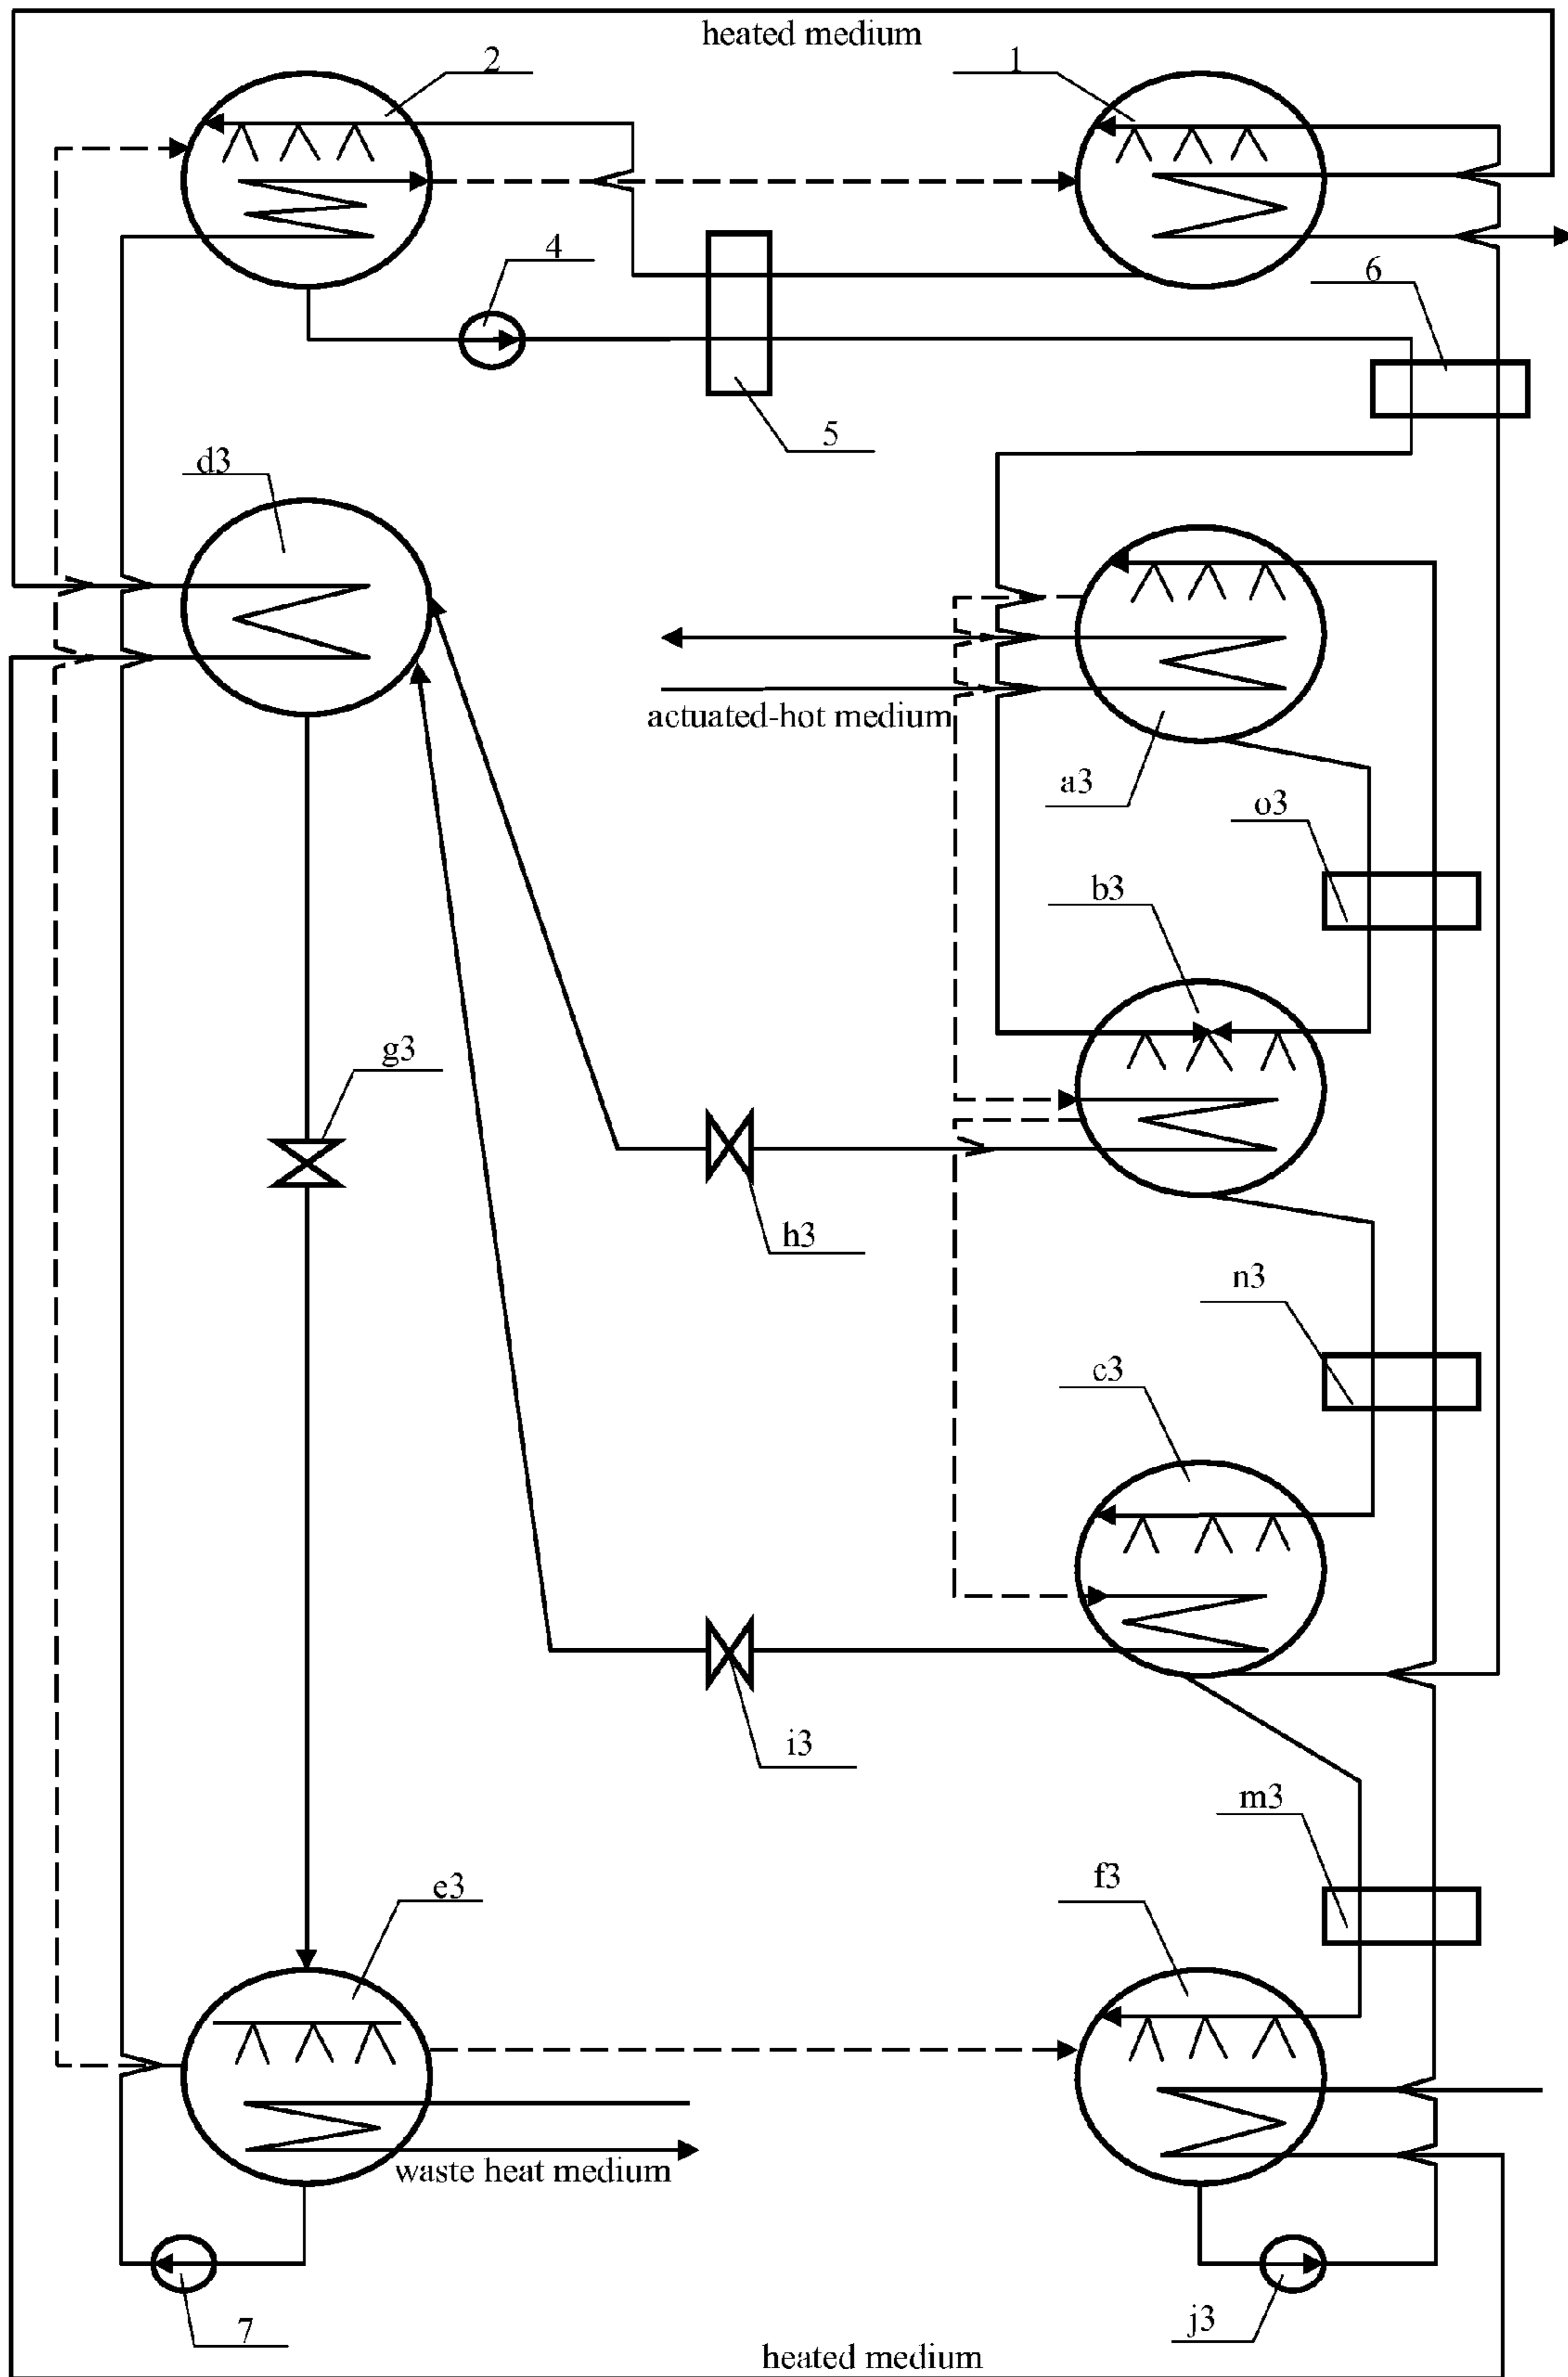 heated medium
2
1
4
6
5
d3
actuated-hot medium
a3
o3
b3
g3
h3
n3
c3
i3
m3
e3
f3
waste heat medium
7
j3
heated medium